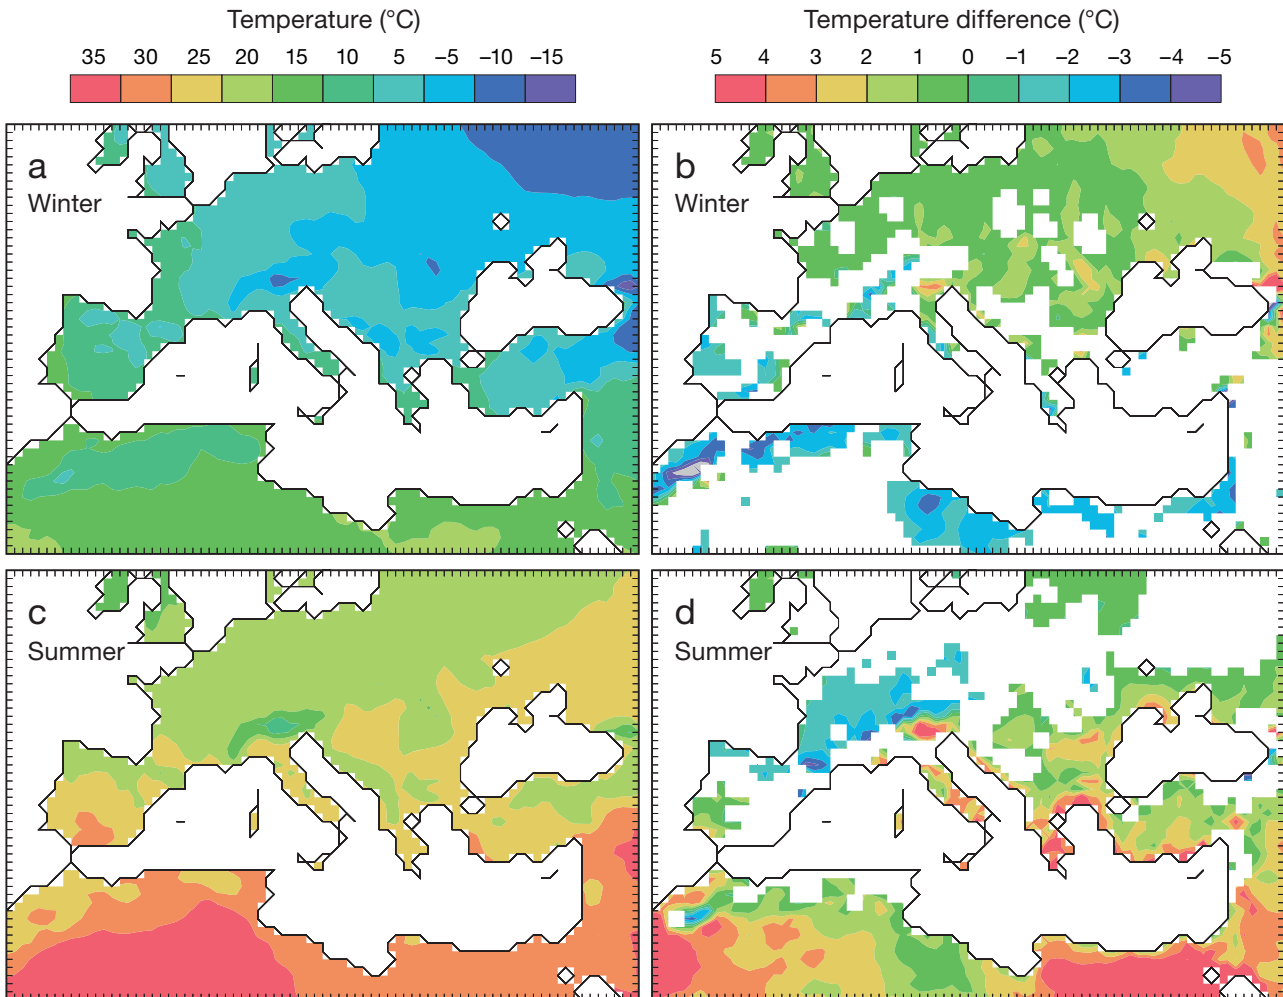 Temperature (°C)
35 30 25 20 15 10 5 –5 –10 –15
Temperature difference (°C)
5 4 3 2 1 0 –1 –2 –3 –4 –5
a
Winter
b
Winter
c
Summer
d
Summer